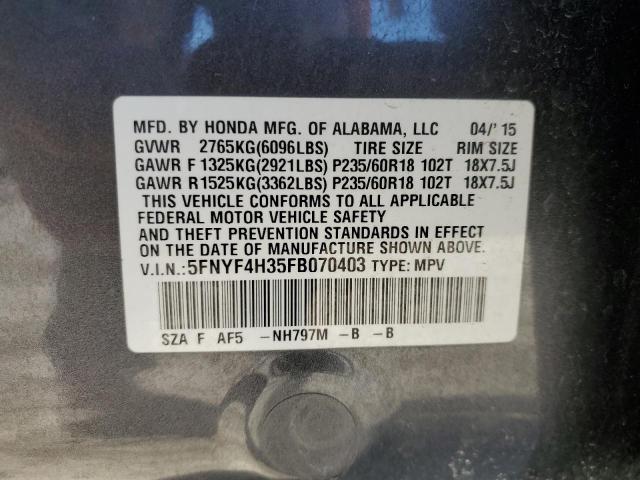 MFD. BY HONDA MFG. OF ALABAMA, LLC 04/'15
GVWR 2765KG(6096LBS) TIRE SIZE RIM SIZE
GAWR F 1325KG(2921LBS) P235/60R18 102T 18X7.5J
GAWR R 1525KG(3362LBS) P235/60R18 102T 18X7.5J
THIS VEHICLE CONFORMS TO ALL APPLICABLE
FEDERAL MOTOR VEHICLE SAFETY
AND THEFT PREVENTION STANDARDS IN EFFECT
ON THE DATE OF MANUFACTURE SHOWN ABOVE.
V.I.N.: 5FNYF4H35FB070403 TYPE: MPV
SZA F AF5 -NH797M -B -B